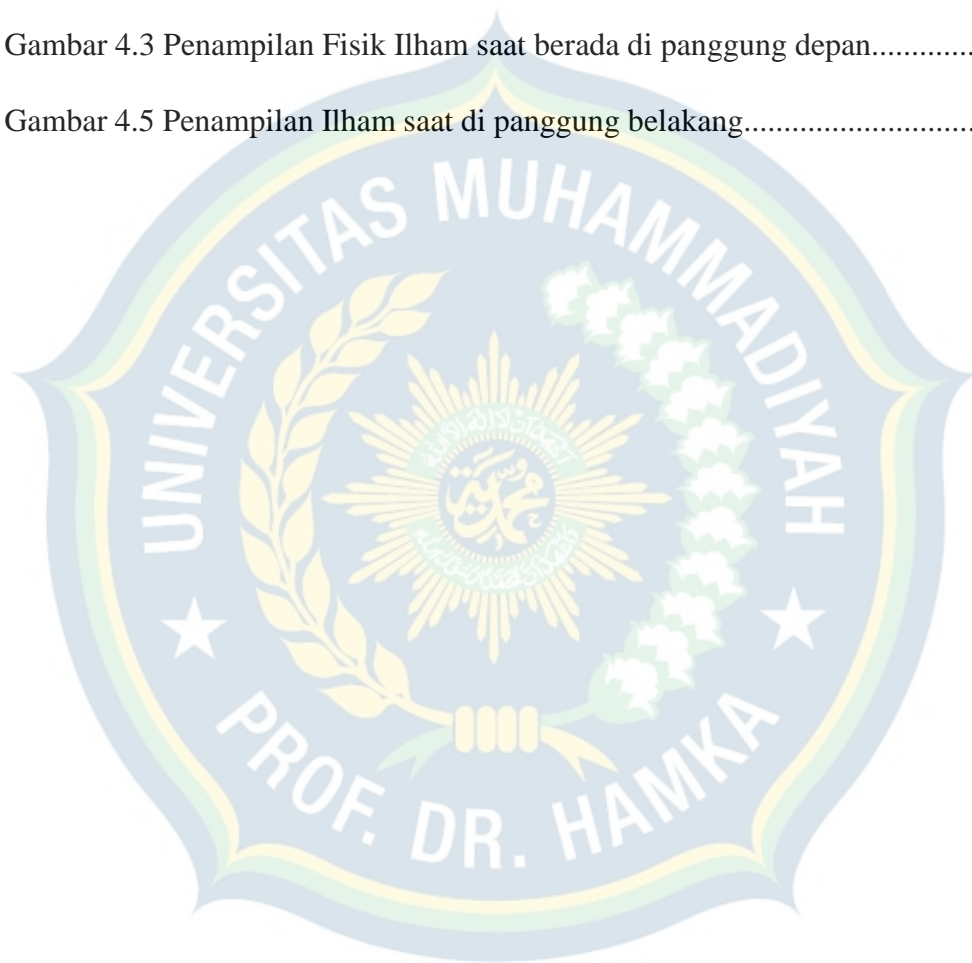 Gambar 4.3 Penampilan Fisik Ilham saat berada di panggung depan.............
Gambar 4.5 Penampilan Ilham saat di panggung belakang............................
UNIVERSITAS MUHAMMADIYAH
محمدية
PROF. DR. HAMKA